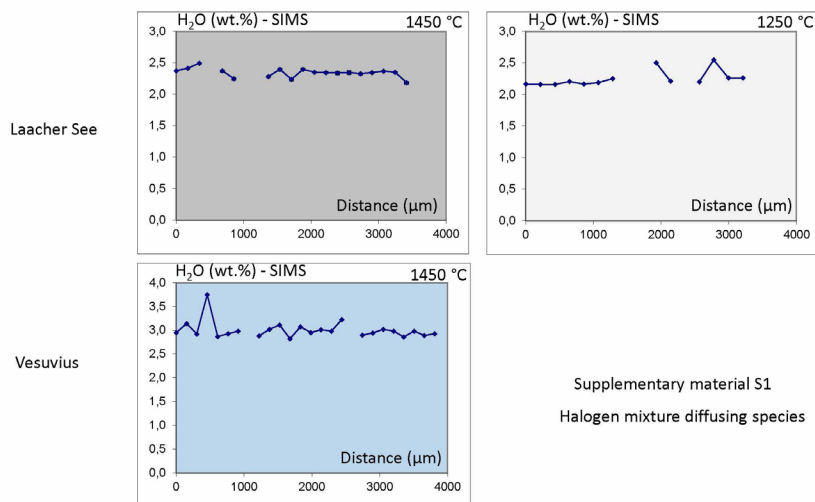 H₂O (wt.%) - SIMS 1450 °C
3,0
2,5
2,0
1,5
1,0
0,5
0,0
Distance (µm)
0 1000 2000 3000 4000
Laacher See
H₂O (wt.%) - SIMS 1250 °C
3,0
2,5
2,0
1,5
1,0
0,5
0,0
Distance (µm)
0 1000 2000 3000 4000
H₂O (wt.%) - SIMS 1450 °C
4,0
3,5
3,0
2,5
2,0
1,5
1,0
0,5
0,0
Distance (µm)
0 1000 2000 3000 4000
Vesuvius
Supplementary material S1
Halogen mixture diffusing species